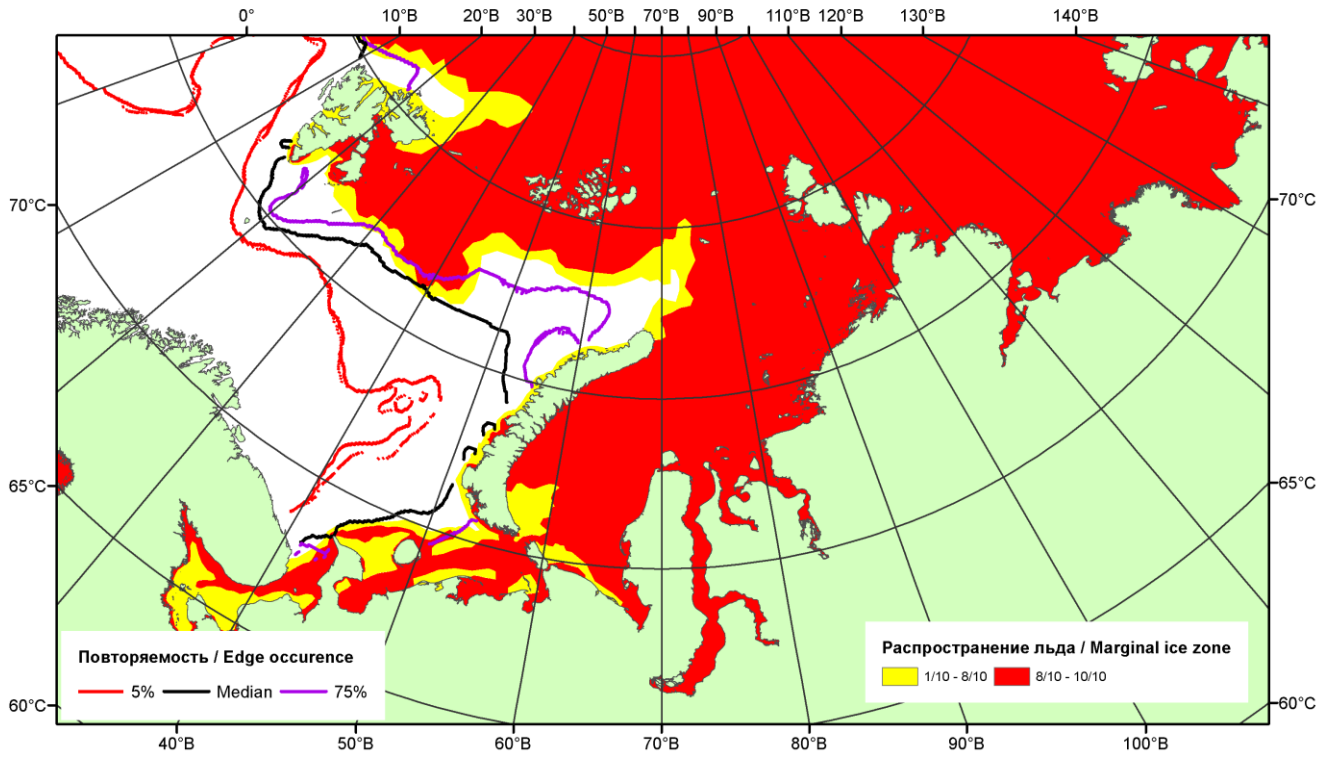 0° 10°В 20°В 30°В 50°В 70°В 90°В 110°В 120°В 130°В 140°В
70°С 70°С
65°С 65°С
60°С 60°С
Повторяемость / Edge occurence
5% Median 75%
Распространение льда / Marginal ice zone
1/10 - 8/10 8/10 - 10/10
40°В 50°В 60°В 70°В 80°В 90°В 100°В